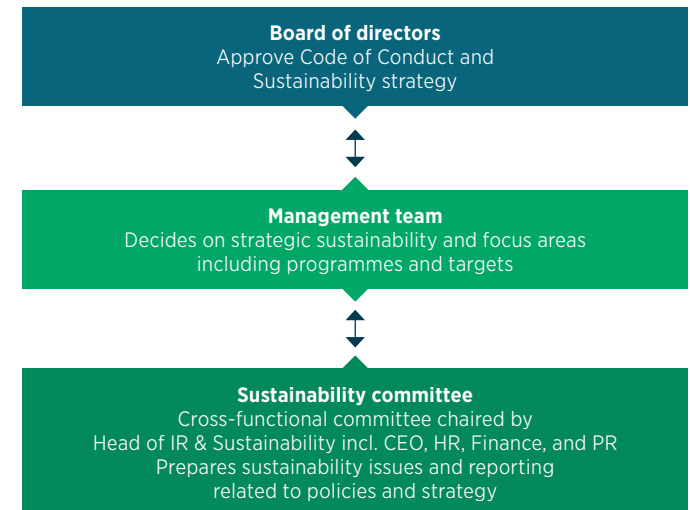 Board of directors
Approve Code of Conduct and
Sustainability strategy
Management team
Decides on strategic sustainability and focus areas
including programmes and targets
Sustainability committee
Cross-functional committee chaired by
Head of IR & Sustainability incl. CEO, HR, Finance, and PR
Prepares sustainability issues and reporting
related to policies and strategy